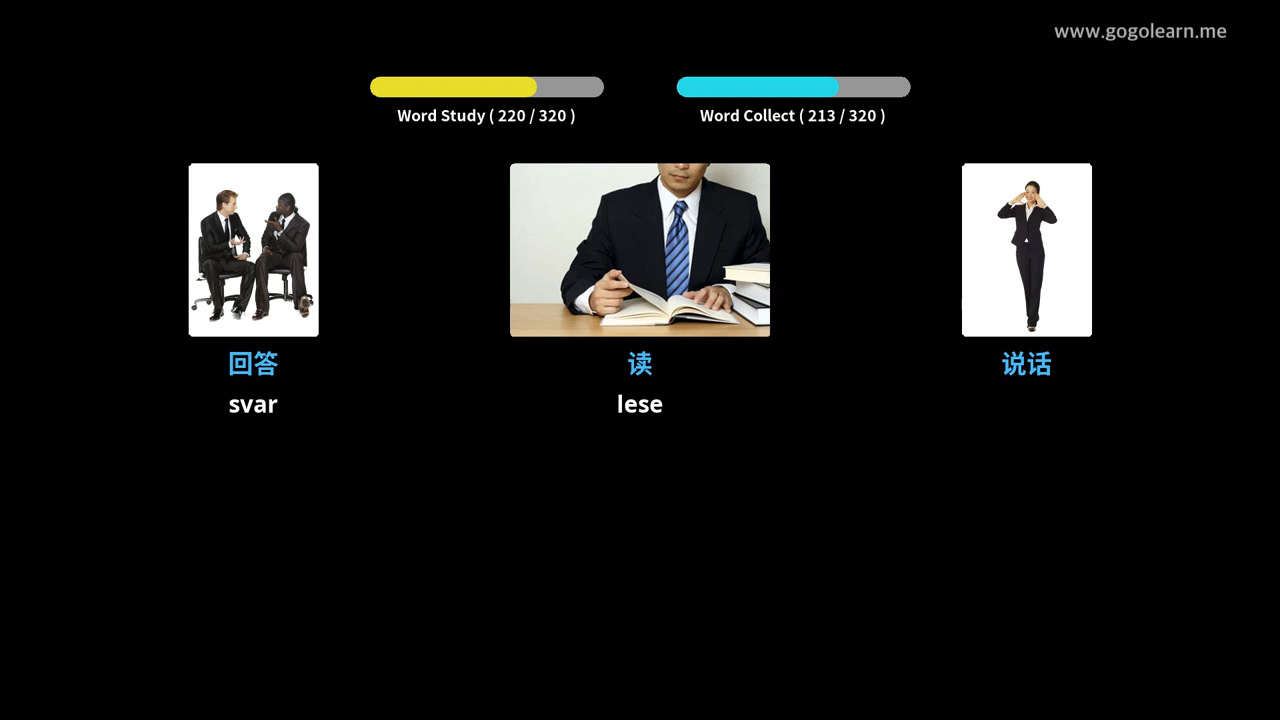 www.gogolearn.me
Word Study ( 220 / 320 )
Word Collect ( 213 / 320 )
回答
读
说话
svar
lese